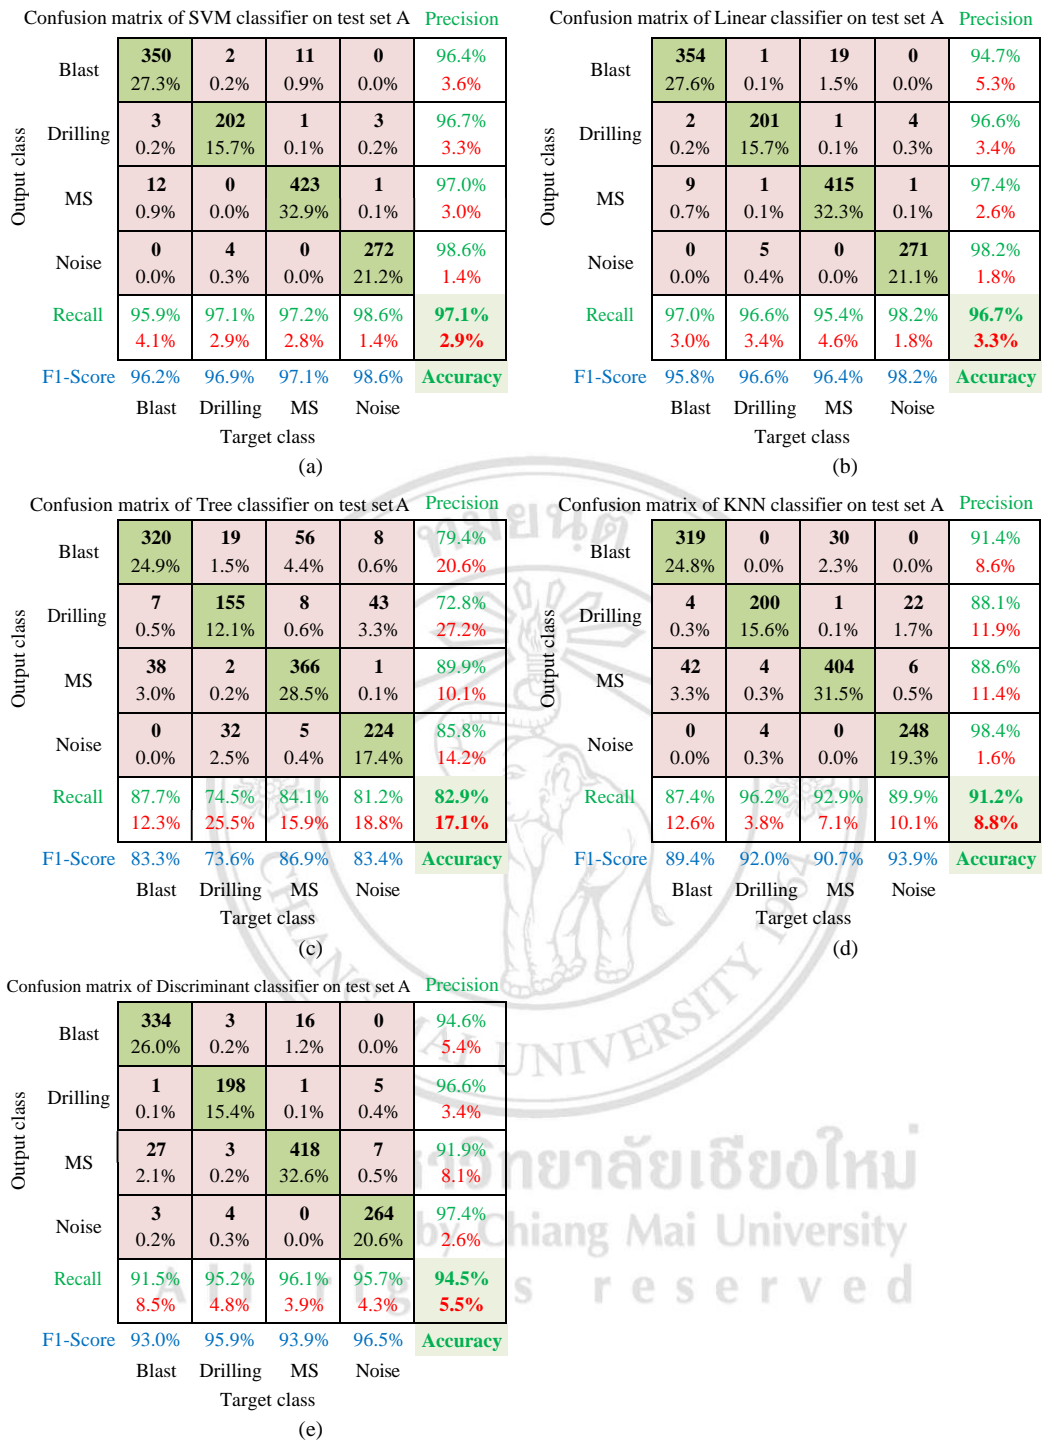 Confusion matrix of SVM classifier on test set A Precision
Blast 350 2 11 0 96.4%
27.3% 0.2% 0.9% 0.0% 3.6%
Drilling 3 202 1 3 96.7%
0.2% 15.7% 0.1% 0.2% 3.3%
MS 12 0 423 1 97.0%
0.9% 0.0% 32.9% 0.1% 3.0%
Noise 0 4 0 272 98.6%
0.0% 0.3% 0.0% 21.2% 1.4%
Recall 95.9% 97.1% 97.2% 98.6% 97.1%
4.1% 2.9% 2.8% 1.4% 2.9%
F1-Score 96.2% 96.9% 97.1% 98.6% Accuracy
Blast Drilling MS Noise
Target class
Output class
(a)
Confusion matrix of Linear classifier on test set A Precision
Blast 354 1 19 0 94.7%
27.6% 0.1% 1.5% 0.0% 5.3%
Drilling 2 201 1 4 96.6%
0.2% 15.7% 0.1% 0.3% 3.4%
MS 9 1 415 1 97.4%
0.7% 0.1% 32.3% 0.1% 2.6%
Noise 0 5 0 271 98.2%
0.0% 0.4% 0.0% 21.1% 1.8%
Recall 97.0% 96.6% 95.4% 98.2% 96.7%
3.0% 3.4% 4.6% 1.8% 3.3%
F1-Score 95.8% 96.6% 96.4% 98.2% Accuracy
Blast Drilling MS Noise
Target class
Output class
(b)
Confusion matrix of Tree classifier on test set A Precision
Blast 320 19 56 8 79.4%
24.9% 1.5% 4.4% 0.6% 20.6%
Drilling 7 155 8 43 72.8%
0.5% 12.1% 0.6% 3.3% 27.2%
MS 38 2 366 1 89.9%
3.0% 0.2% 28.5% 0.1% 10.1%
Noise 0 32 5 224 85.8%
0.0% 2.5% 0.4% 17.4% 14.2%
Recall 87.7% 74.5% 84.1% 81.2% 82.9%
12.3% 25.5% 15.9% 18.8% 17.1%
F1-Score 83.3% 73.6% 86.9% 83.4% Accuracy
Blast Drilling MS Noise
Target class
Output class
(c)
Confusion matrix of KNN classifier on test set A Precision
Blast 319 0 30 0 91.4%
24.8% 0.0% 2.3% 0.0% 8.6%
Drilling 4 200 1 22 88.1%
0.3% 15.6% 0.1% 1.7% 11.9%
MS 42 4 404 6 88.6%
3.3% 0.3% 31.5% 0.5% 11.4%
Noise 0 4 0 248 98.4%
0.0% 0.3% 0.0% 19.3% 1.6%
Recall 87.4% 96.2% 92.9% 89.9% 91.2%
12.6% 3.8% 7.1% 10.1% 8.8%
F1-Score 89.4% 92.0% 90.7% 93.9% Accuracy
Blast Drilling MS Noise
Target class
Output class
(d)
Confusion matrix of Discriminant classifier on test set A Precision
Blast 334 3 16 0 94.6%
26.0% 0.2% 1.2% 0.0% 5.4%
Drilling 1 198 1 5 96.6%
0.1% 15.4% 0.1% 0.4% 3.4%
MS 27 3 418 7 91.9%
2.1% 0.2% 32.6% 0.5% 8.1%
Noise 3 4 0 264 97.4%
0.2% 0.3% 0.0% 20.6% 2.6%
Recall 91.5% 95.2% 96.1% 95.7% 94.5%
8.5% 4.8% 3.9% 4.3% 5.5%
F1-Score 93.0% 95.9% 93.9% 96.5% Accuracy
Blast Drilling MS Noise
Target class
Output class
(e)
UNIVERSITY 1964
by Chiang Mai University
All rights reserved